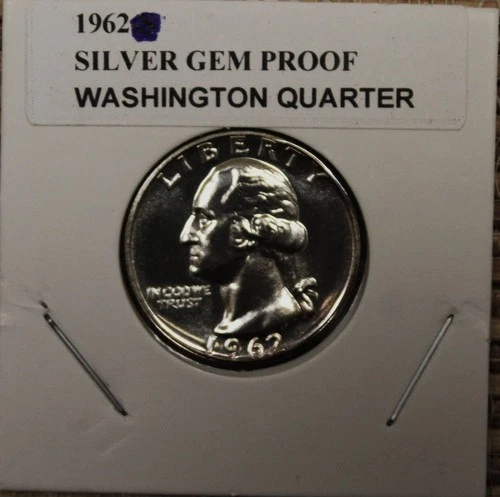 1962
SILVER GEM PROOF
WASHINGTON QUARTER
LIBERTY
IN GOD WE
TRUST
1962